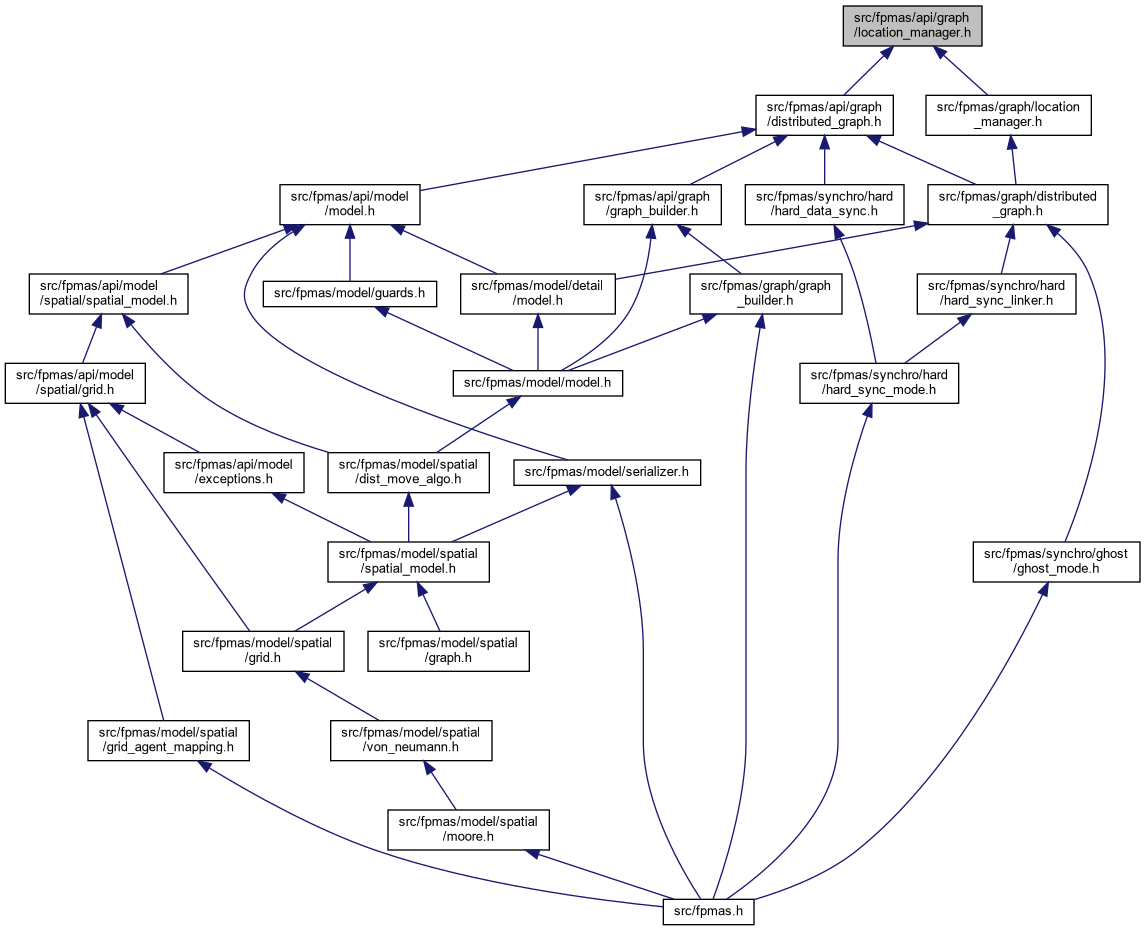 src/fpmas/api/graph
/location_manager.h
src/fpmas/api/graph
/distributed_graph.h
src/fpmas/graph/location
_manager.h
src/fpmas/api/model
/model.h
src/fpmas/api/graph
/graph_builder.h
src/fpmas/synchro/hard
/hard_data_sync.h
src/fpmas/graph/distributed
_graph.h
src/fpmas/api/model
/spatial/spatial_model.h
src/fpmas/model/guards.h
src/fpmas/model/detail
/model.h
src/fpmas/graph/graph
_builder.h
src/fpmas/synchro/hard
/hard_sync_linker.h
src/fpmas/api/model
/spatial/grid.h
src/fpmas/model/model.h
src/fpmas/synchro/hard
/hard_sync_mode.h
src/fpmas/api/model
/exceptions.h
src/fpmas/model/spatial
/dist_move_algo.h
src/fpmas/model/serializer.h
src/fpmas/model/spatial
/spatial_model.h
src/fpmas/synchro/ghost
/ghost_mode.h
src/fpmas/model/spatial
/grid.h
src/fpmas/model/spatial
/graph.h
src/fpmas/model/spatial
/grid_agent_mapping.h
src/fpmas/model/spatial
/von_neumann.h
src/fpmas/model/spatial
/moore.h
src/fpmas.h